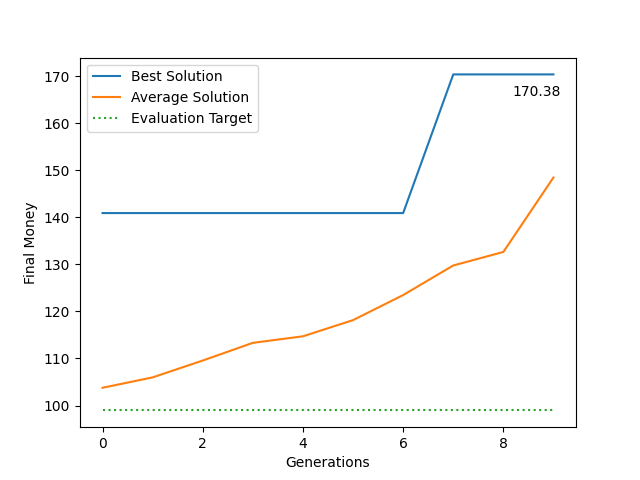 Best Solution
Average Solution
Evaluation Target
170.38
Final Money
170
160
150
140
130
120
110
100
0 2 4 6 8
Generations